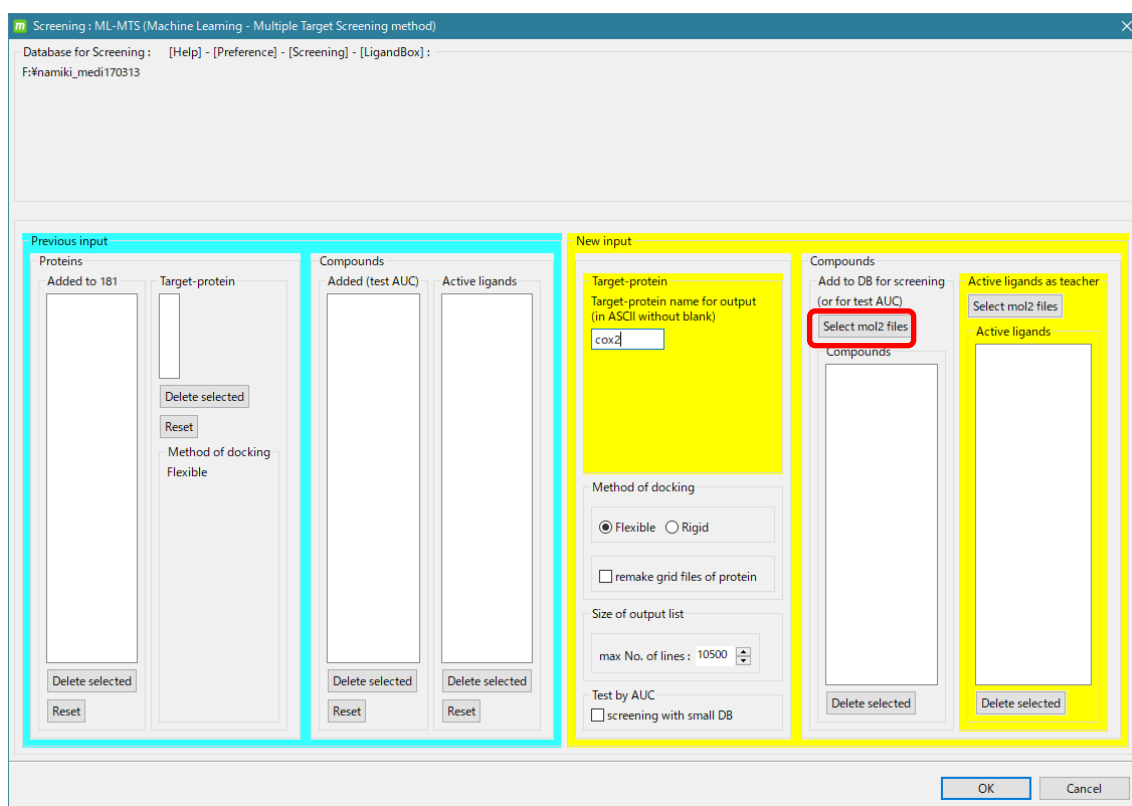 m Screening : ML-MTS (Machine Learning - Multiple Target Screening method)
Database for Screening : [Help] - [Preference] - [Screening] - [LigandBox] :
F:¥namiki_medi170313
Previous input
Proteins
Added to 181
Target-protein
Delete selected
Reset
Method of docking
Flexible
Delete selected
Reset
Compounds
Added (test AUC)
Active ligands
Delete selected
Delete selected
Reset
Reset
New input
Target-protein
Target-protein name for output
(in ASCII without blank)
cox2
Method of docking
Flexible
Rigid
remake grid files of protein
Size of output list
max No. of lines : 10500
Test by AUC
screening with small DB
Compounds
Add to DB for screening
(or for test AUC)
Select mol2 files
Compounds
Delete selected
Active ligands as teacher
Select mol2 files
Active ligands
Delete selected
OK
Cancel